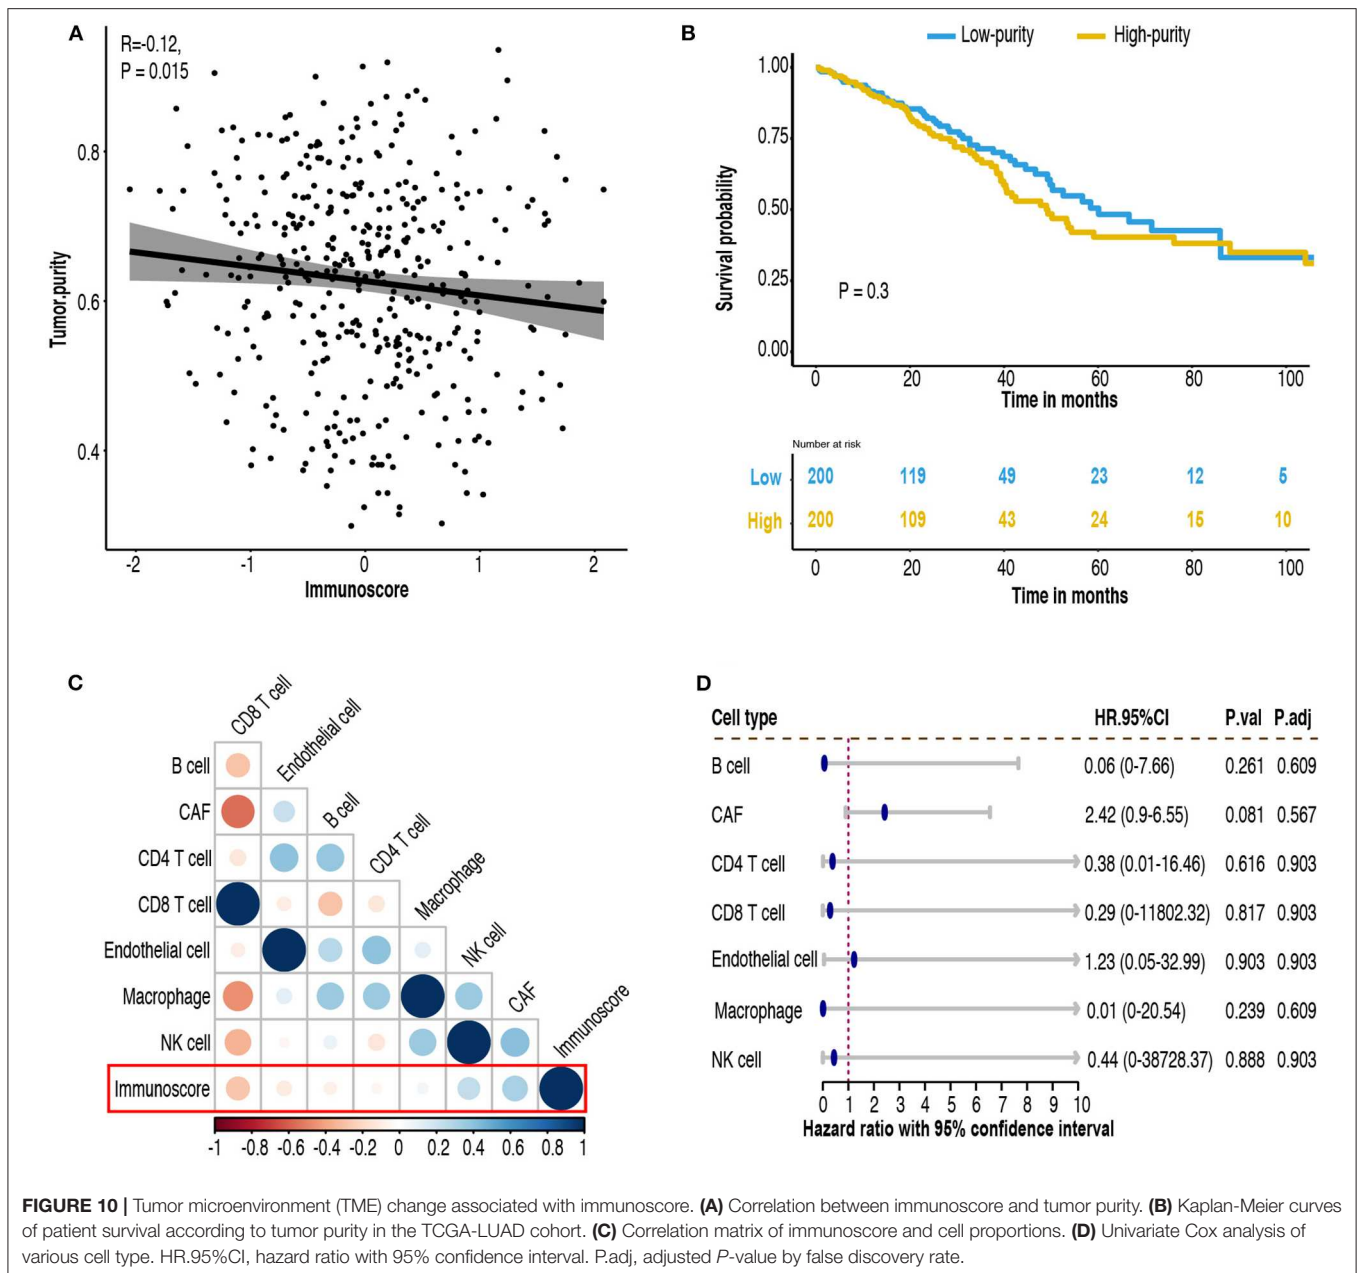 A
R=-0.12,
P = 0.015
0.8
0.6
0.4
Tumor.purity
-2 -1 0 1 2
Immunoscore
B
Low-purity High-purity
1.00
0.75
0.50
0.25
0.00
Survival probability
P = 0.3
0 20 40 60 80 100
Time in months
Number at risk
Low 200 119 49 23 12 5
High 200 109 43 24 15 10
0 20 40 60 80 100
Time in months
C
CD8 T cell
Endothelial cell
B cell
CD4 T cell
Macrophage
NK cell
CAF
Immunoscore
B cell
CAF
CD4 T cell
CD8 T cell
Endothelial cell
Macrophage
NK cell
Immunoscore
-1 -0.8 -0.6 -0.4 -0.2 0 0.2 0.4 0.6 0.8 1
D
Cell type HR.95%CI P.val P.adj
B cell 0.06 (0-7.66) 0.261 0.609
CAF 2.42 (0.9-6.55) 0.081 0.567
CD4 T cell 0.38 (0.01-16.46) 0.616 0.903
CD8 T cell 0.29 (0-11802.32) 0.817 0.903
Endothelial cell 1.23 (0.05-32.99) 0.903 0.903
Macrophage 0.01 (0-20.54) 0.239 0.609
NK cell 0.44 (0-38728.37) 0.888 0.903
0 1 2 3 4 5 6 7 8 9 10
Hazard ratio with 95% confidence interval
FIGURE 10 | Tumor microenvironment (TME) change associated with immunoscore. (A) Correlation between immunoscore and tumor purity. (B) Kaplan-Meier curves
of patient survival according to tumor purity in the TCGA-LUAD cohort. (C) Correlation matrix of immunoscore and cell proportions. (D) Univariate Cox analysis of
various cell type. HR.95%CI, hazard ratio with 95% confidence interval. P.adj, adjusted P-value by false discovery rate.